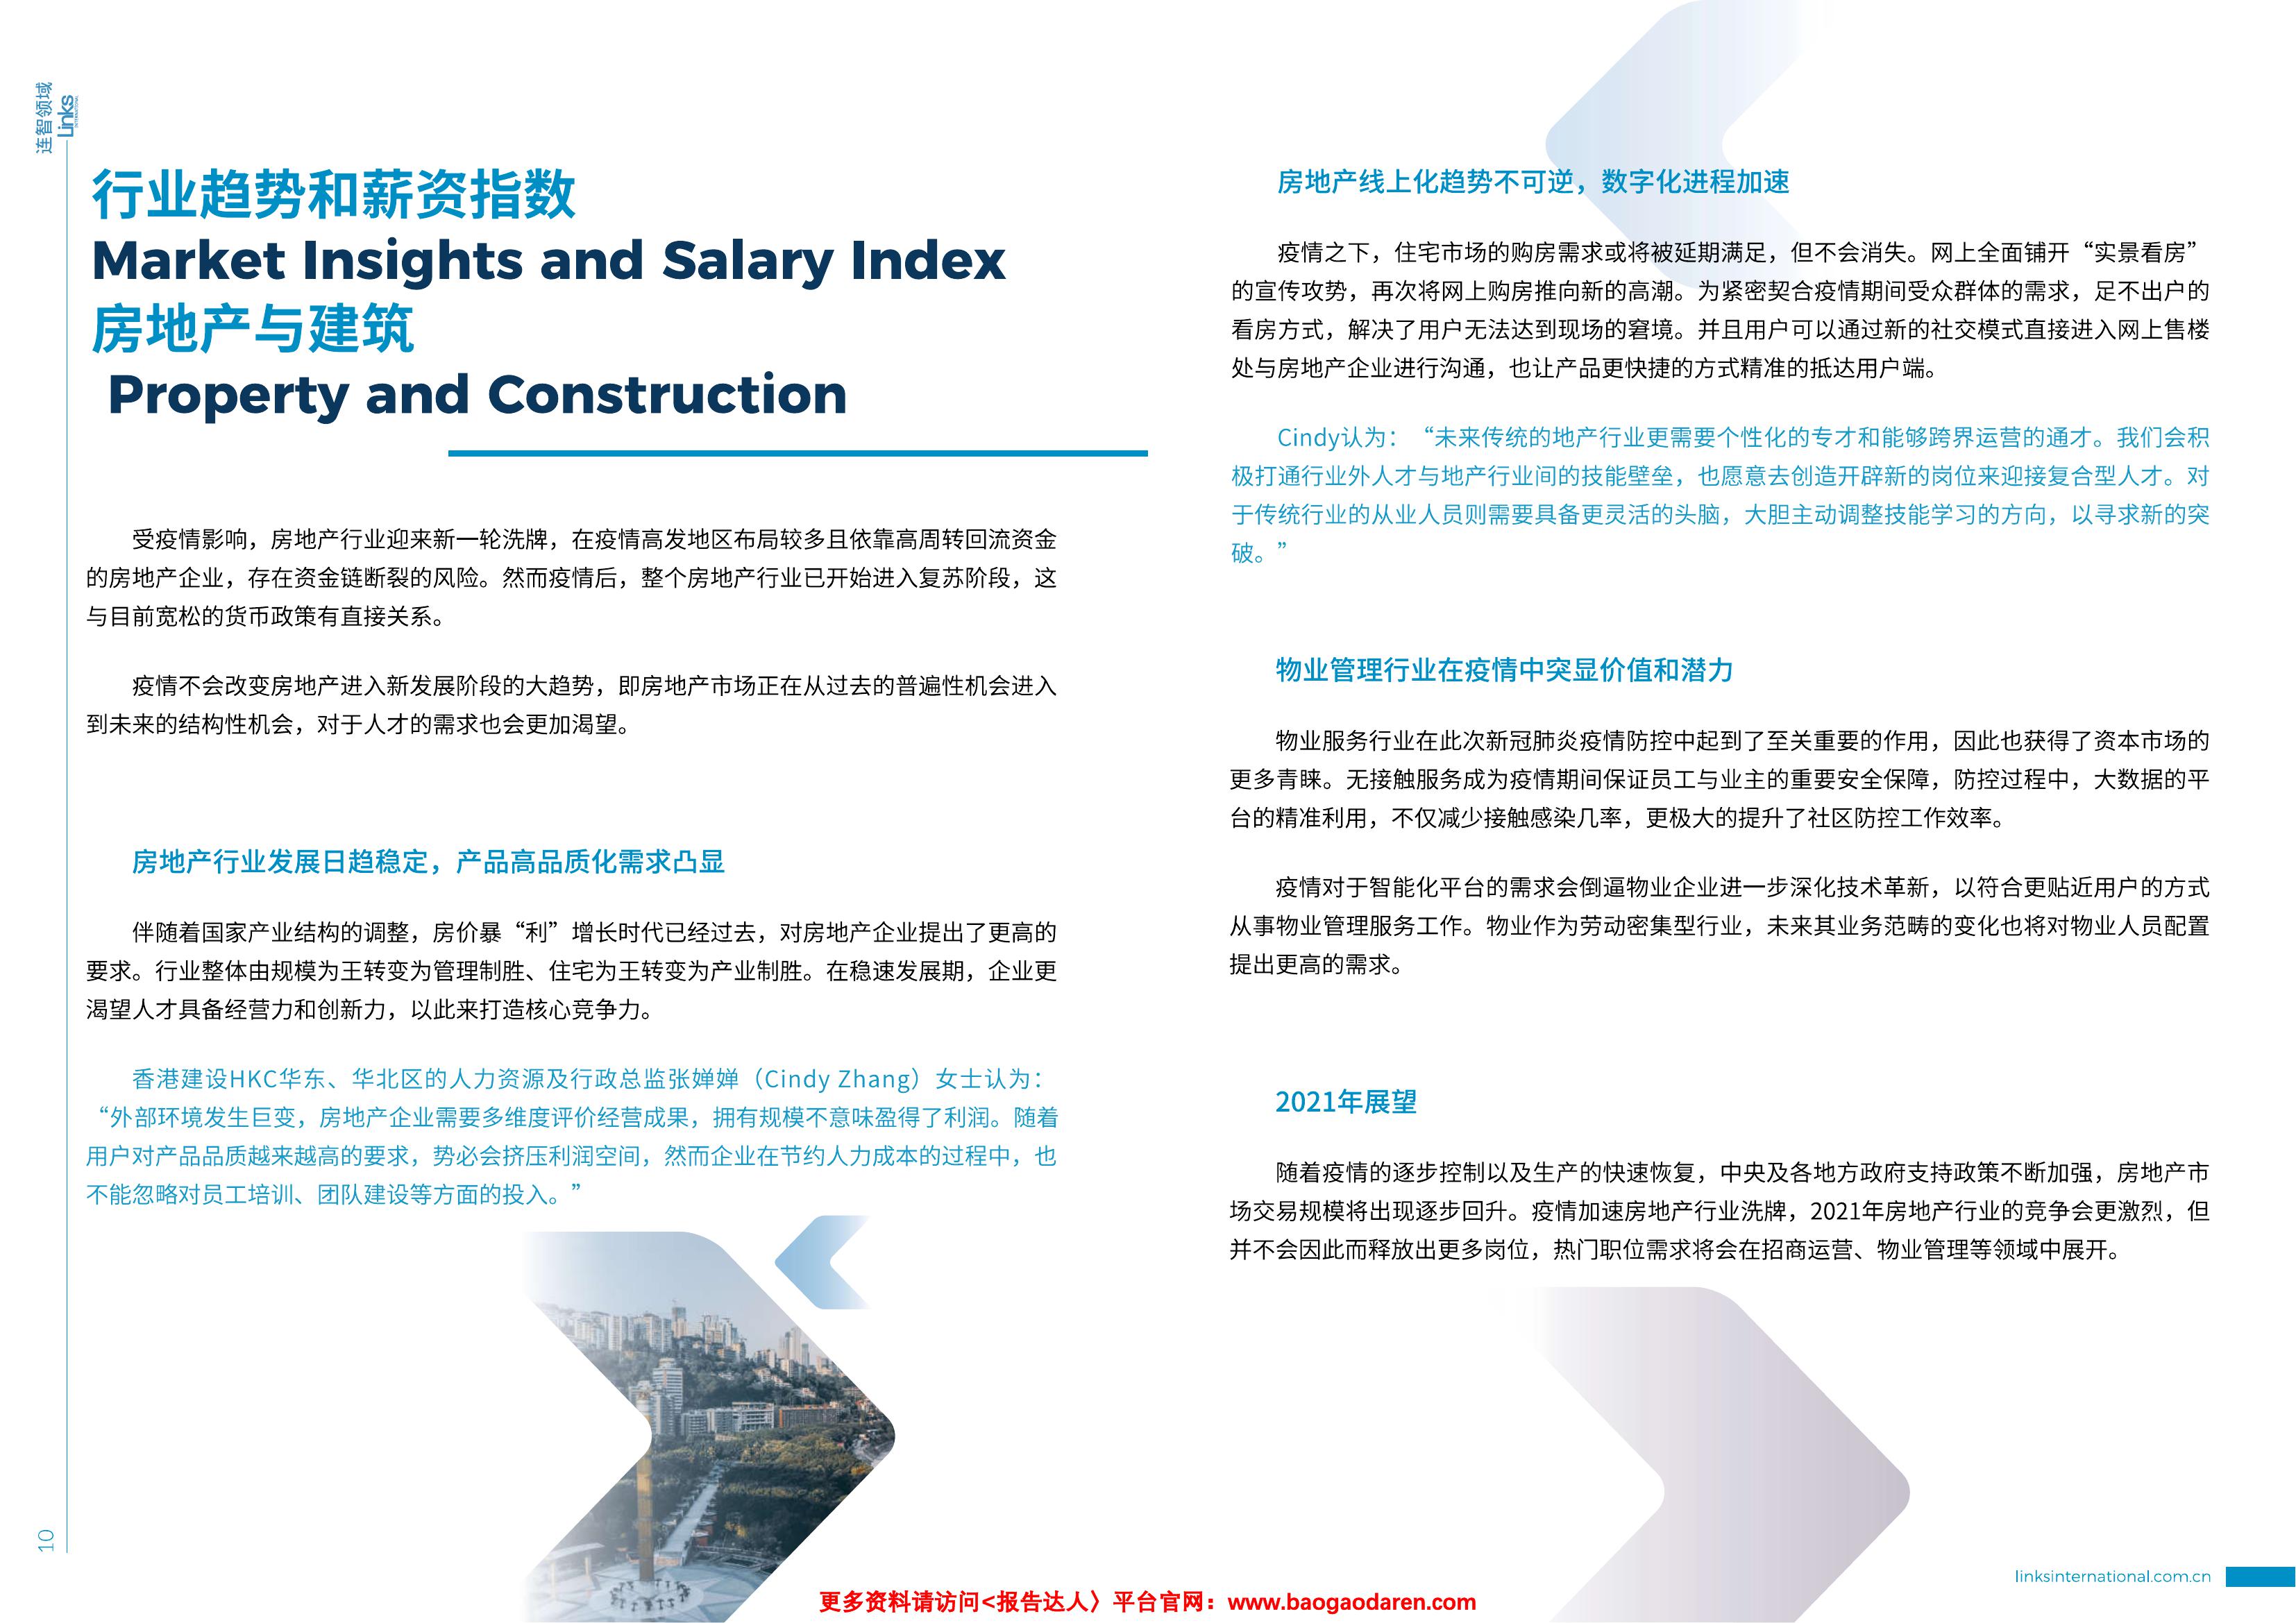 连智领域
Links
INTERNATIONAL
行业趋势和薪资指数
Market Insights and Salary Index
房地产与建筑
Property and Construction
受疫情影响，房地产行业迎来新一轮洗牌，在疫情高发地区布局较多且依靠高周转回流资金
的房地产企业，存在资金链断裂的风险。然而疫情后，整个房地产行业已开始进入复苏阶段，这
与目前宽松的货币政策有直接关系。
疫情不会改变房地产进入新发展阶段的大趋势，即房地产市场正在从过去的普遍性机会进入
到未来的结构性机会，对于人才的需求也会更加渴望。
房地产行业发展日趋稳定，产品高品质化需求凸显
伴随着国家产业结构的调整，房价暴“利”增长时代已经过去，对房地产企业提出了更高的
要求。行业整体由规模为王转变为管理制胜、住宅为王转变为产业制胜。在稳速发展期，企业更
渴望人才具备经营力和创新力，以此来打造核心竞争力。
香港建设HKC华东、华北区的人力资源及行政总监张婵婵（Cindy Zhang）女士认为：
“外部环境发生巨变，房地产企业需要多维度评价经营成果，拥有规模不意味盈得了利润。随着
用户对产品品质越来越高的要求，势必会挤压利润空间，然而企业在节约人力成本的过程中，也
不能忽略对员工培训、团队建设等方面的投入。”
10
房地产线上化趋势不可逆，数字化进程加速
疫情之下，住宅市场的购房需求或将被延期满足，但不会消失。网上全面铺开“实景看房”
的宣传攻势，再次将网上购房推向新的高潮。为紧密契合疫情期间受众群体的需求，足不出户的
看房方式，解决了用户无法达到现场的窘境。并且用户可以通过新的社交模式直接进入网上售楼
处与房地产企业进行沟通，也让产品更快捷的方式精准的抵达用户端。
Cindy认为：“未来传统的地产行业更需要个性化的专才和能够跨界运营的通才。我们会积
极打通行业外人才与地产行业间的技能壁垒，也愿意去创造开辟新的岗位来迎接复合型人才。对
于传统行业的从业人员则需要具备更灵活的头脑，大胆主动调整技能学习的方向，以寻求新的突
破。”
物业管理行业在疫情中突显价值和潜力
物业服务行业在此次新冠肺炎疫情防控中起到了至关重要的作用，因此也获得了资本市场的
更多青睐。无接触服务成为疫情期间保证员工与业主的重要安全保障，防控过程中，大数据的平
台的精准利用，不仅减少接触感染几率，更极大的提升了社区防控工作效率。
疫情对于智能化平台的需求会倒逼物业企业进一步深化技术革新，以符合更贴近用户的方式
从事物业管理服务工作。物业作为劳动密集型行业，未来其业务范畴的变化也将对物业人员配置
提出更高的需求。
2021年展望
随着疫情的逐步控制以及生产的快速恢复，中央及各地方政府支持政策不断加强，房地产市
场交易规模将出现逐步回升。疫情加速房地产行业洗牌，2021年房地产行业的竞争会更激烈，但
并不会因此而释放出更多岗位，热门职位需求将会在招商运营、物业管理等领域中展开。
linksinternational.com.cn
更多资料请访问<报告达人〉平台官网：www.baogaodaren.com